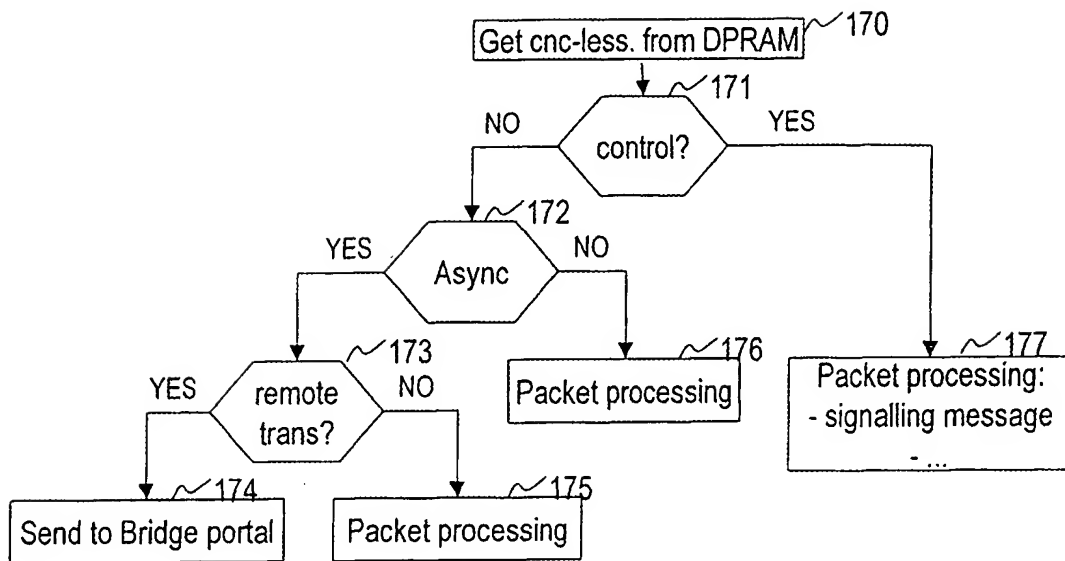 Get cnc-less. from DPRAM
170
171
NO
YES
control?
172
YES
NO
Async
173
YES
NO
remote
trans?
176
Packet processing
177
Packet processing:
- signalling message
- ...
174
Send to Bridge portal
175
Packet processing